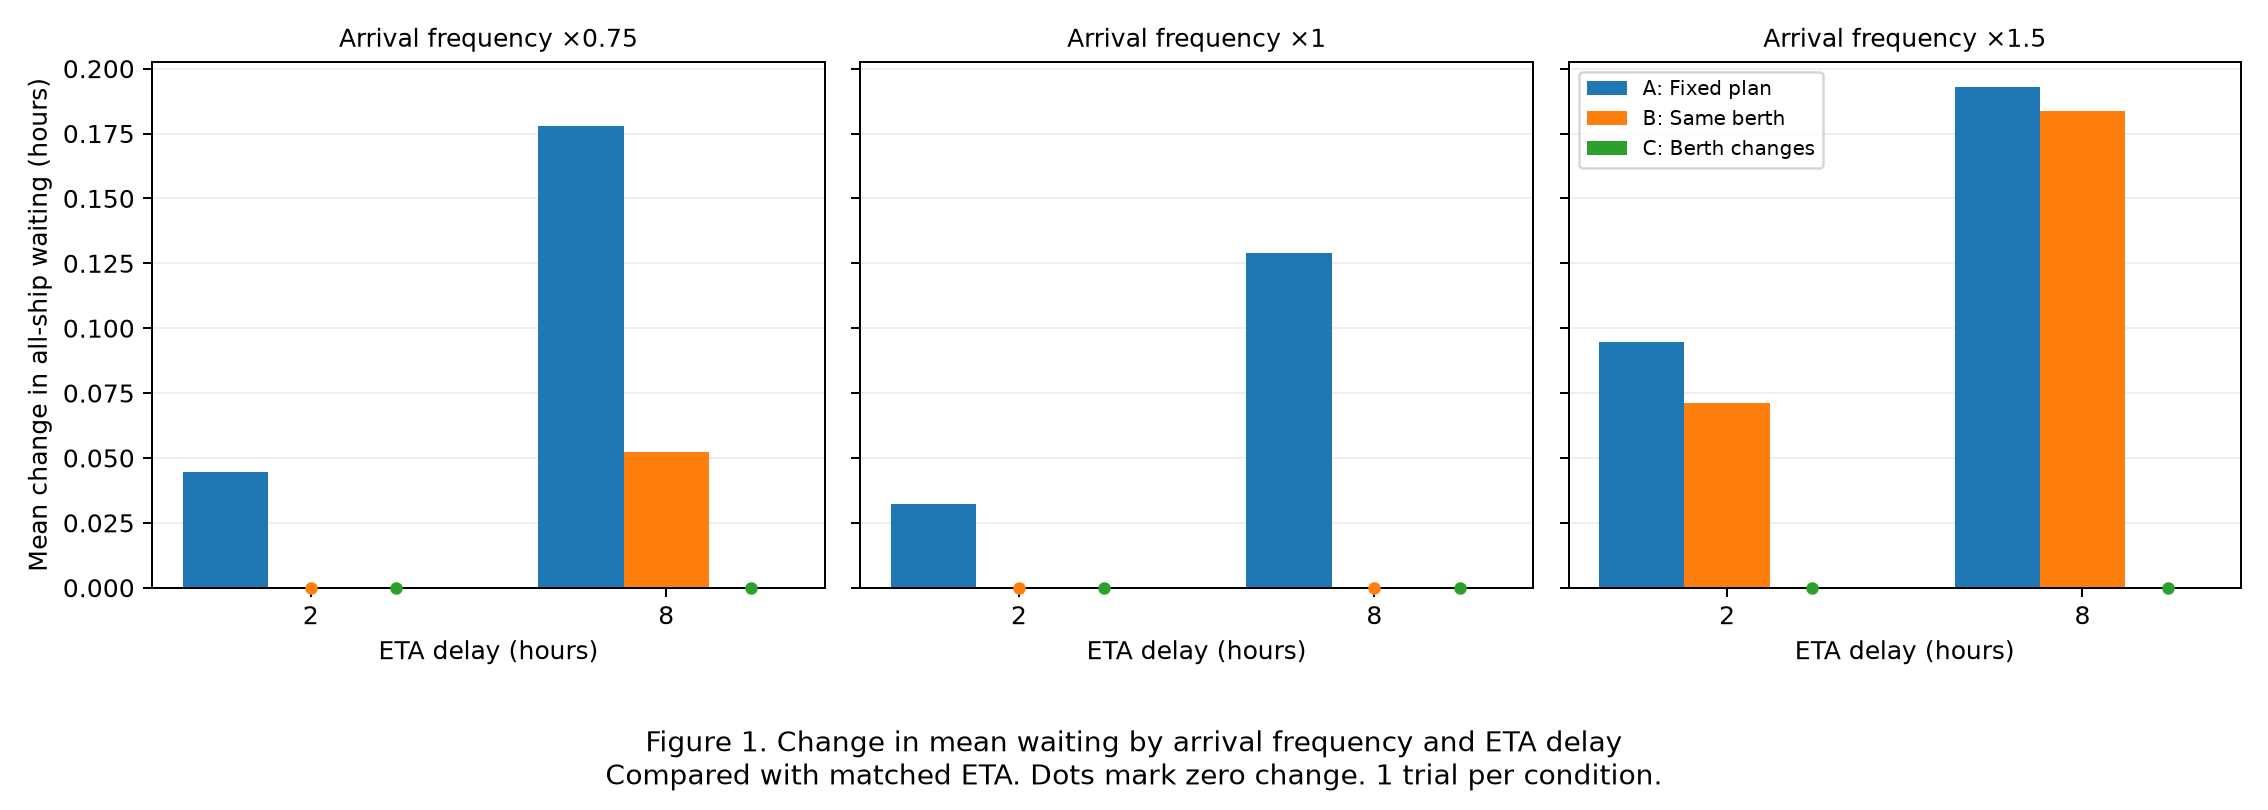 Arrival frequency ×0.75
Arrival frequency ×1
Arrival frequency ×1.5
Mean change in all-ship waiting (hours)
0.200
0.175
0.150
0.125
0.100
0.075
0.050
0.025
0.000
A: Fixed plan
B: Same berth
C: Berth changes
2 8
2 8
2 8
ETA delay (hours)
ETA delay (hours)
ETA delay (hours)
Figure 1. Change in mean waiting by arrival frequency and ETA delay
Compared with matched ETA. Dots mark zero change. 1 trial per condition.